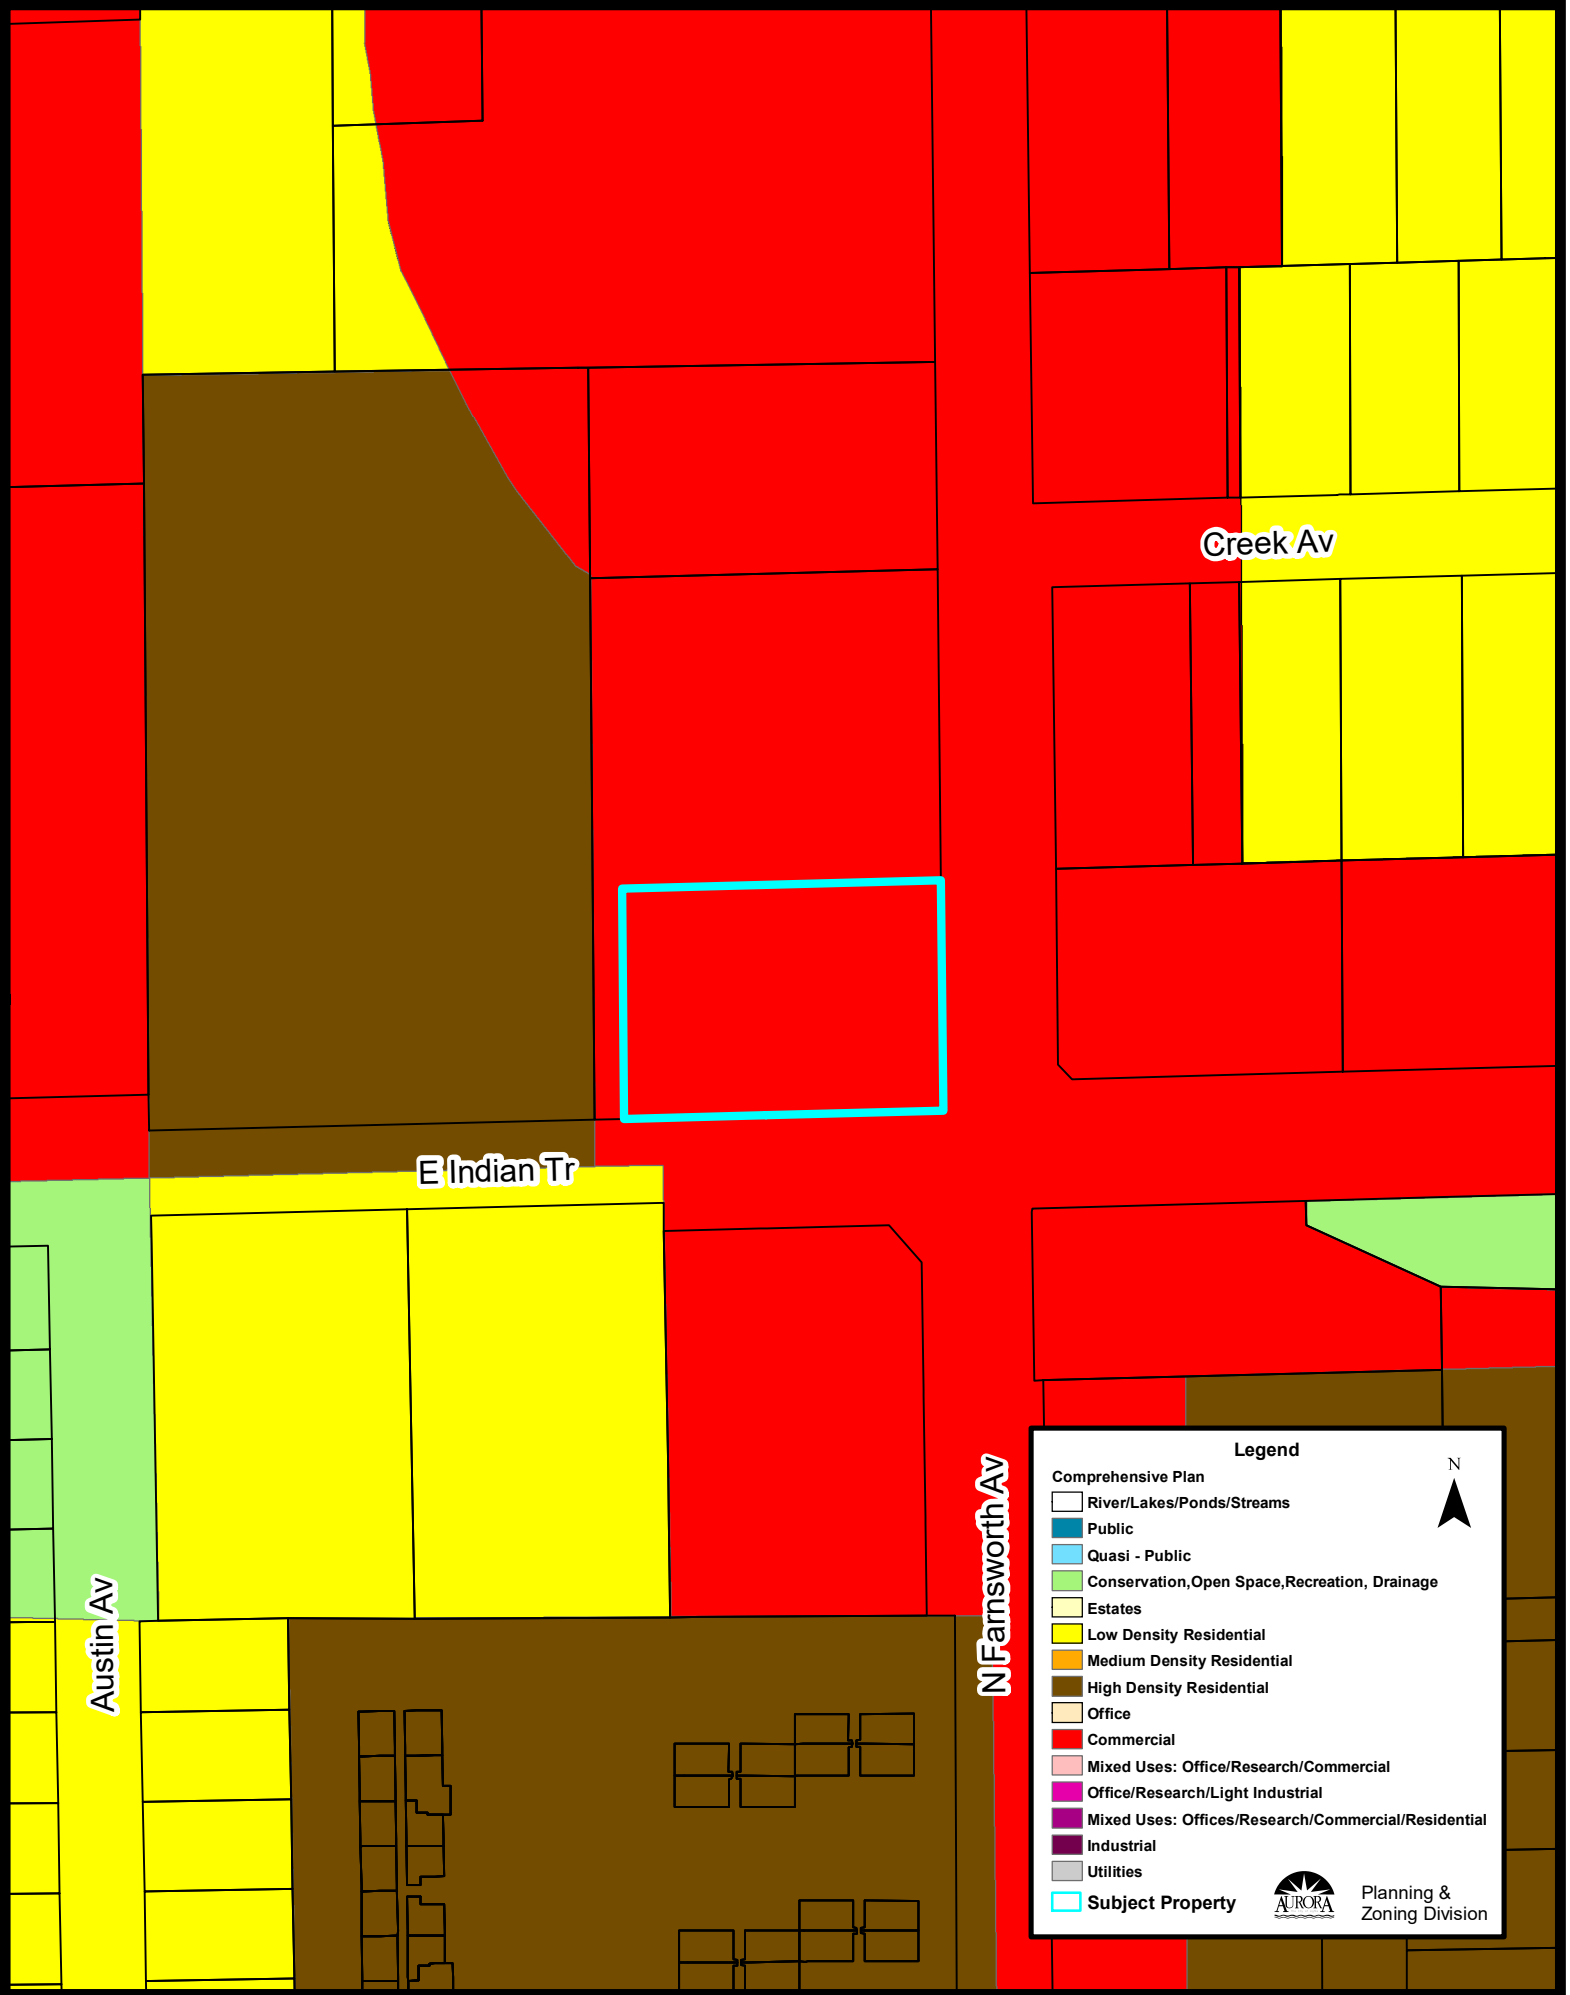 Creek Av
E Indian Tr
N Farnsworth Av
Austin Av
Legend
N
Comprehensive Plan
River/Lakes/Ponds/Streams
Public
Quasi - Public
Conservation,Open Space,Recreation, Drainage
Estates
Low Density Residential
Medium Density Residential
High Density Residential
Office
Commercial
Mixed Uses: Office/Research/Commercial
Office/Research/Light Industrial
Mixed Uses: Offices/Research/Commercial/Residential
Industrial
Utilities
Subject Property
AURORA
Planning &
Zoning Division